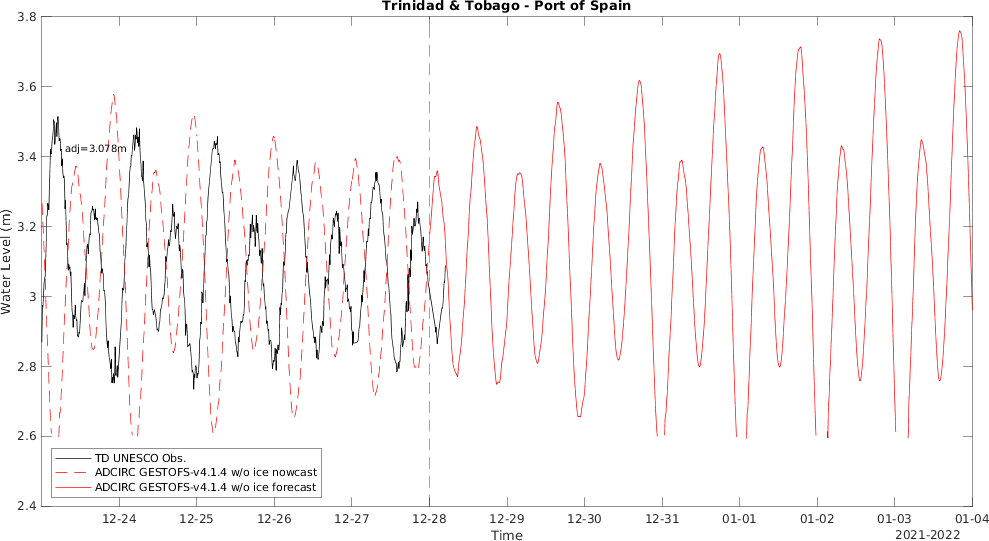 Trinidad & Tobago - Port of Spain
3.8
3.6
3.4
3.2
3
2.8
2.6
2.4
Water Level (m)
adj=3.078m
TD UNESCO Obs.
ADCIRC GESTOFS-v4.1.4 w/o ice nowcast
ADCIRC GESTOFS-v4.1.4 w/o ice forecast
12-24 12-25 12-26 12-27 12-28 12-29 12-30 12-31 01-01 01-02 01-03 01-04
Time
2021-2022